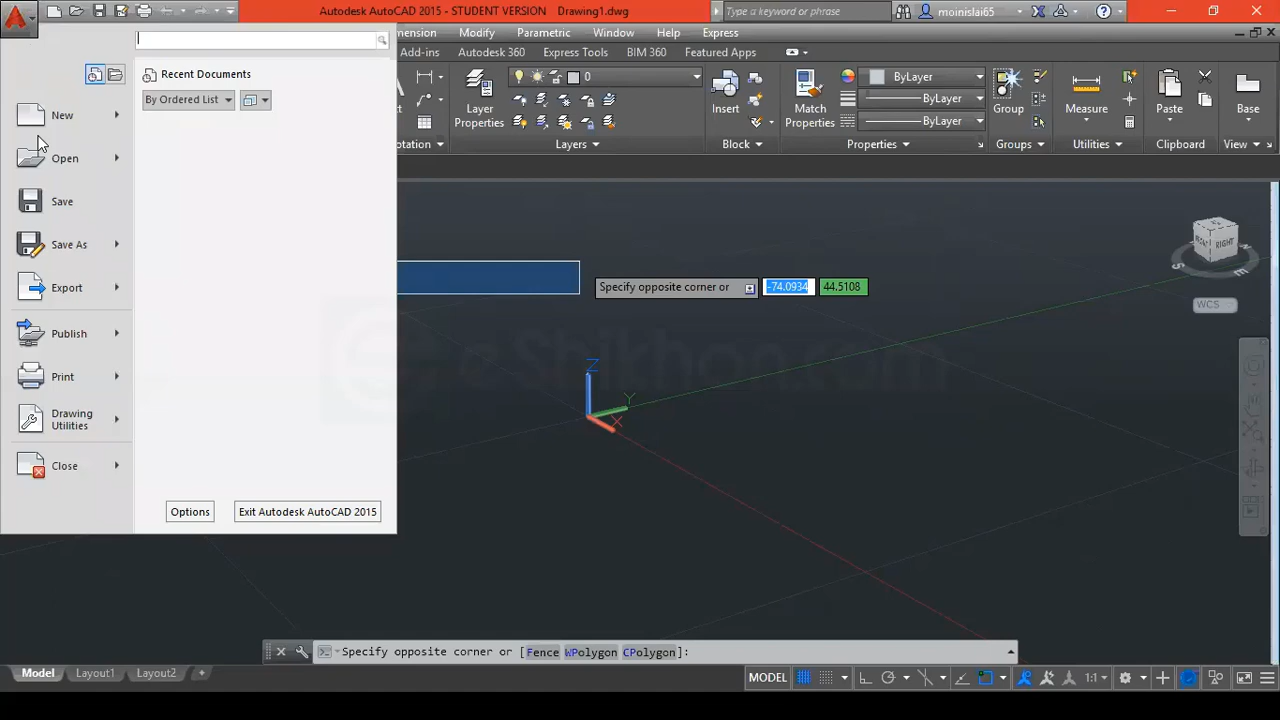 Autodesk AutoCAD 2015 - STUDENT VERSION Drawing1.dwg
Type a keyword or phrase
moinislai65
Modify Parametric Window Help Express
Add-ins Autodesk 360 Express Tools BIM 360 Featured Apps
Recent Documents
By Ordered List
New
Open
Save
Save As
Export
Publish
Print
Drawing
Utilities
Close
Options
Exit Autodesk AutoCAD 2015
0
Layer
Properties
Layers
Insert
Block
Match
Properties
ByLayer
ByLayer
ByLayer
Properties
Group
Groups
Measure
Utilities
Paste
Clipboard
Base
View
RIGHT
S
E
WCS
Specify opposite corner or
-74.0934
44.5108
eShikhon.com
Z
Y
X
Specify opposite corner or [Fence WPolygon CPolygon]:
Model Layout1 Layout2 +
MODEL
1:1